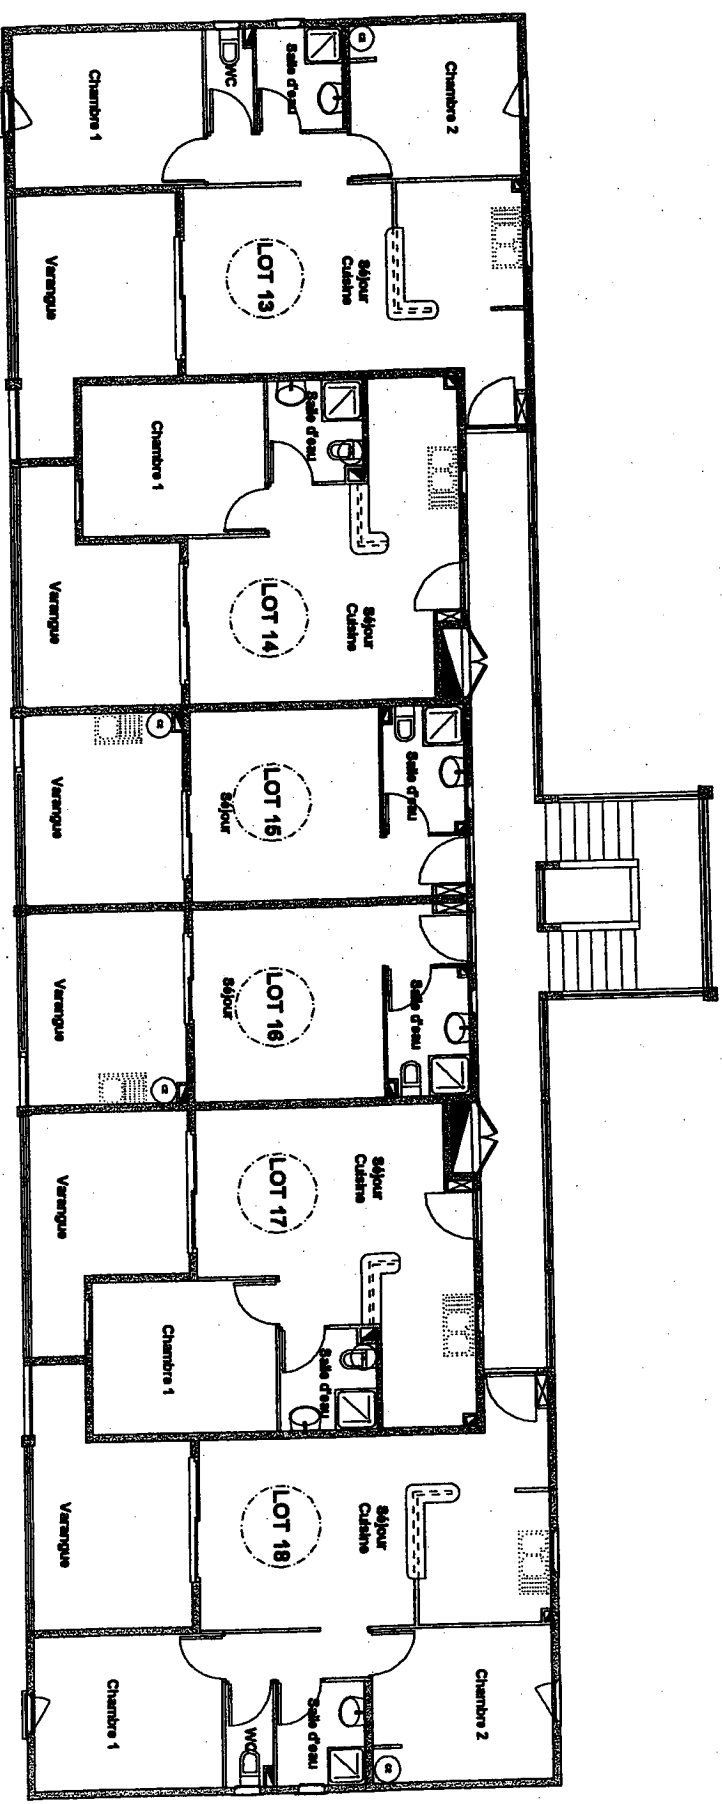 Chambre 1
WC
Salle d'eau
Chambre 2
Varangue
LOT 13
Séjour
Cuisine
Chambre 1
Salle d'eau
Varangue
LOT 14
Séjour
Cuisine
Varangue
LOT 15
Séjour
Salle d'eau
Varangue
LOT 16
Séjour
Salle d'eau
Varangue
LOT 17
Séjour
Cuisine
Chambre 1
Salle d'eau
Varangue
LOT 18
Séjour
Cuisine
Chambre 1
WC
Salle d'eau
Chambre 2